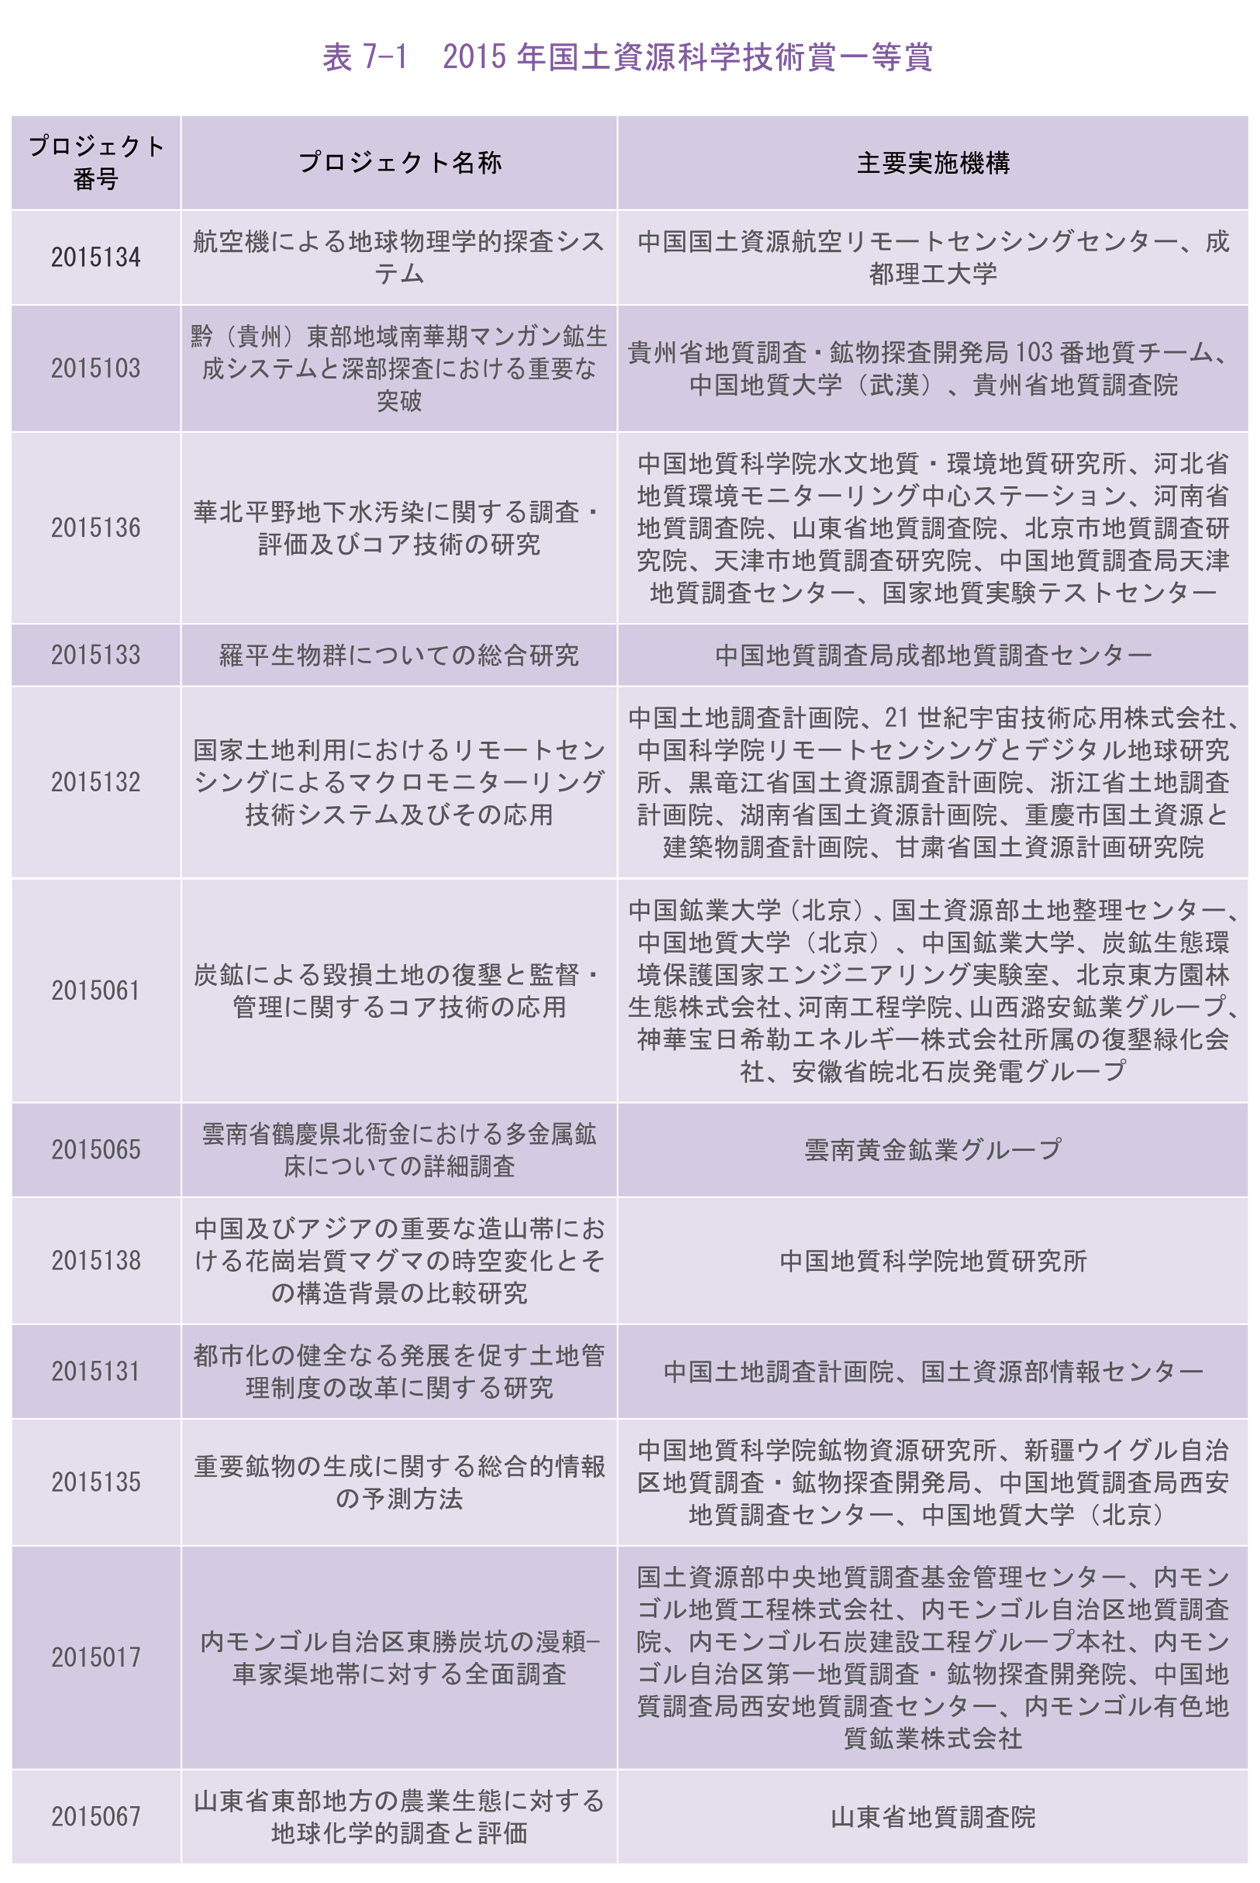 表 7-1　2015 年国土資源科学技術賞一等賞
プロジェクト
番号
プロジェクト名称
主要実施機構
2015134
航空機による地球物理学的探査シス
テム
中国国土資源航空リモートセンシングセンター、成
都理工大学
2015103
黔（貴州）東部地域南華期マンガン鉱生
成システムと深部探査における重要な
突破
貴州省地質調査・鉱物探査開発局 103 番地質チーム、
中国地質大学（武漢）、貴州省地質調査院
2015136
華北平野地下水汚染に関する調査・
評価及びコア技術の研究
中国地質科学院水文地質・環境地質研究所、河北省
地質環境モニターリング中心ステーション、河南省
地質調査院、山東省地質調査院、北京市地質調査研
究院、天津市地質調査研究院、中国地質調査局天津
地質調査センター、国家地質実験テストセンター
2015133
羅平生物群についての総合研究
中国地質調査局成都地質調査センター
2015132
国家土地利用におけるリモートセン
シングによるマクロモニターリング
技術システム及びその応用
中国土地調査計画院、21 世紀宇宙技術応用株式会社、
中国科学院リモートセンシングとデジタル地球研究
所、黒竜江省国土資源調査計画院、浙江省土地調査
計画院、湖南省国土資源計画院、重慶市国土資源と
建築物調査計画院、甘粛省国土資源計画研究院
2015061
炭鉱による毀損土地の復墾と監督・
管理に関するコア技術の応用
中国鉱業大学（北京）、国土資源部土地整理センター、
中国地質大学（北京）、中国鉱業大学、炭鉱生態環
境保護国家エンジニアリング実験室、北京東方園林
生態株式会社、河南工程学院、山西潞安鉱業グループ、
神華宝日希勒エネルギー株式会社所属の復墾緑化会
社、安徽省皖北石炭発電グループ
2015065
雲南省鶴慶県北衙金における多金属鉱
床についての詳細調査
雲南黄金鉱業グループ
2015138
中国及びアジアの重要な造山帯にお
ける花崗岩質マグマの時空変化とそ
の構造背景の比較研究
中国地質科学院地質研究所
2015131
都市化の健全なる発展を促す土地管
理制度の改革に関する研究
中国土地調査計画院、国土資源部情報センター
2015135
重要鉱物の生成に関する総合的情報
の予測方法
中国地質科学院鉱物資源研究所、新疆ウイグル自治
区地質調査・鉱物探査開発局、中国地質調査局西安
地質調査センター、中国地質大学（北京）
2015017
内モンゴル自治区東勝炭坑の漫頼-
車家渠地帯に対する全面調査
国土資源部中央地質調査基金管理センター、内モン
ゴル地質工程株式会社、内モンゴル自治区地質調査
院、内モンゴル石炭建設工程グループ本社、内モン
ゴル自治区第一地質調査・鉱物探査開発院、中国地
質調査局西安地質調査センター、内モンゴル有色地
質鉱業株式会社
2015067
山東省東部地方の農業生態に対する
地球化学的調査と評価
山東省地質調査院